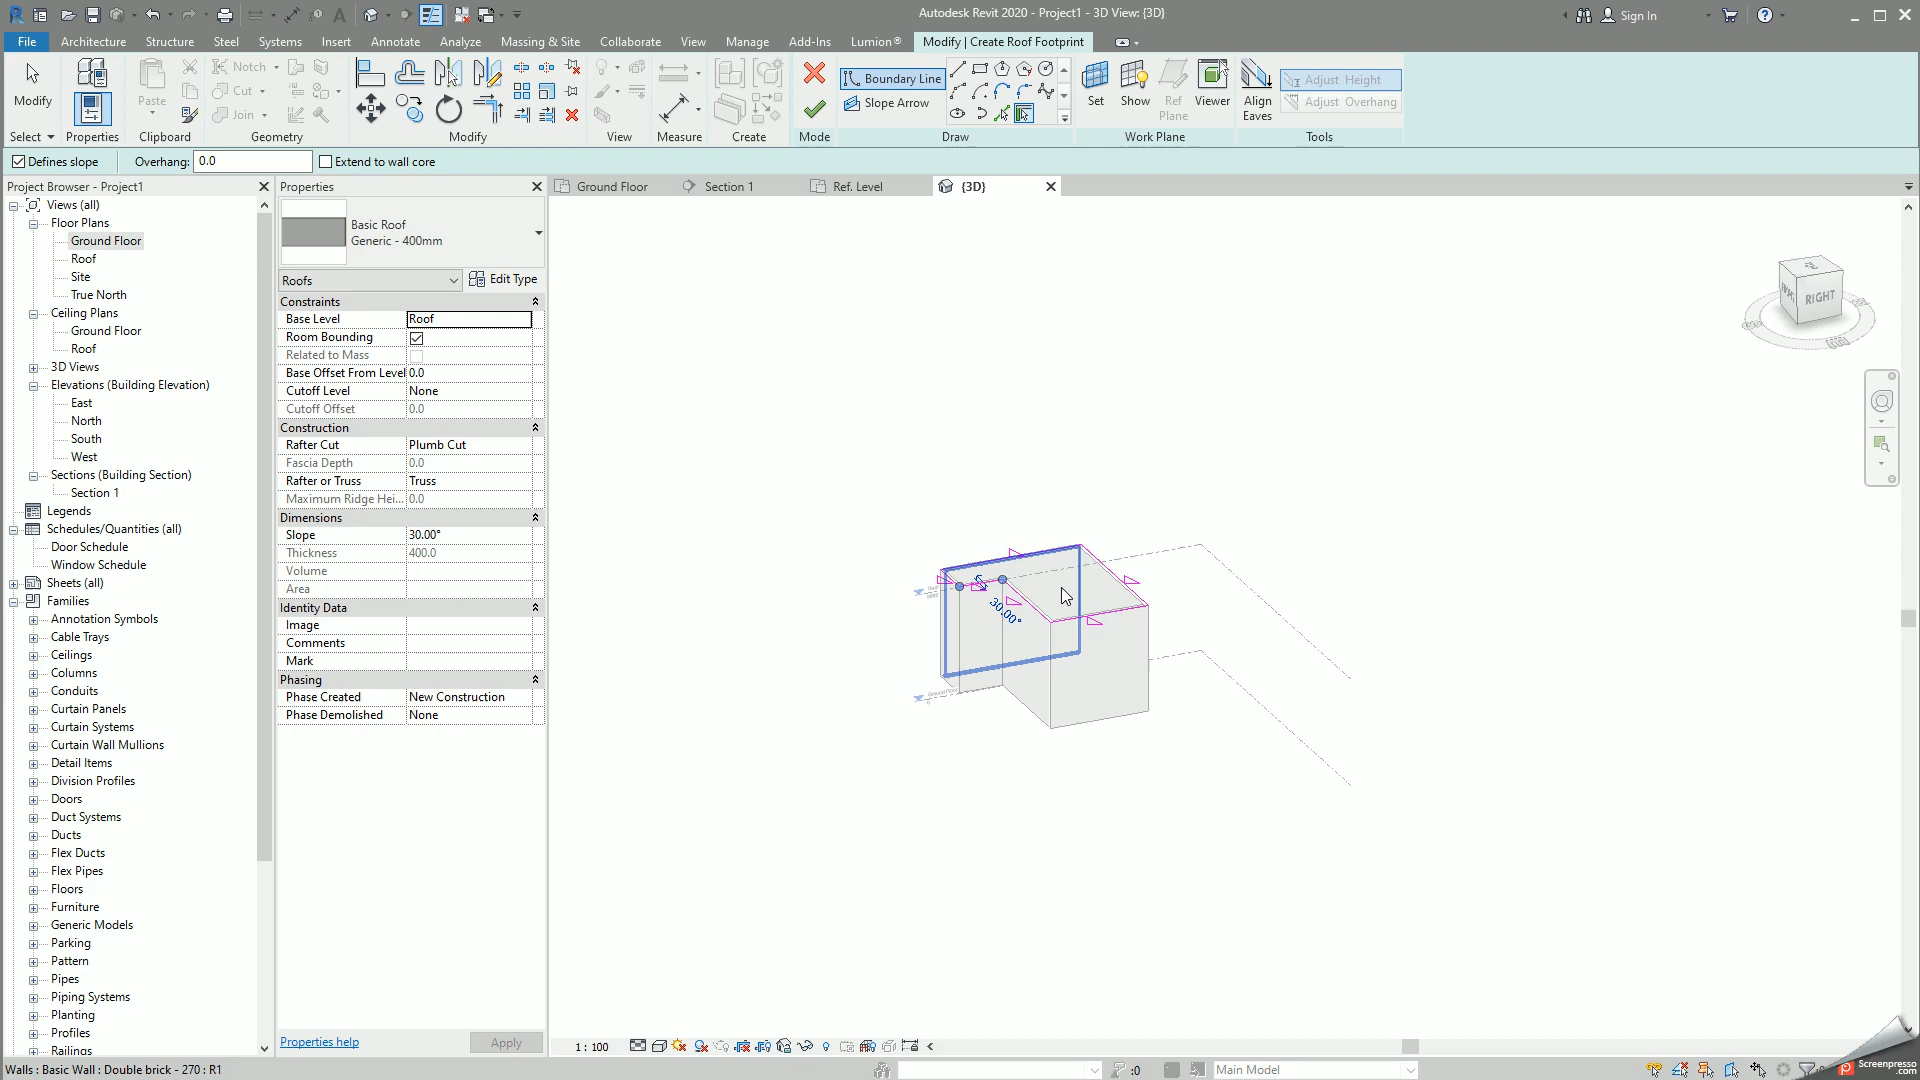 Autodesk Revit 2020 - Project1 - 3D View: {3D}
Sign In
File Architecture Structure Steel Systems Insert Annotate Analyze Massing & Site Collaborate View Manage Add-Ins Lumion® Modify | Create Roof Footprint
Modify
Paste
Notch
Cut
Join
Boundary Line
Slope Arrow
Set
Show
Ref
Plane
Viewer
Align
Eaves
Adjust Height
Adjust Overhang
Select Properties Clipboard Geometry Modify View Measure Create Mode Draw Work Plane Tools
Defines slope
Overhang: 0.0
Extend to wall core
Project Browser - Project1
Views (all)
Floor Plans
Ground Floor
Roof
Site
True North
Ceiling Plans
Ground Floor
Roof
3D Views
Elevations (Building Elevation)
East
North
South
West
Sections (Building Section)
Section 1
Legends
Schedules/Quantities (all)
Door Schedule
Window Schedule
Sheets (all)
Families
Annotation Symbols
Cable Trays
Ceilings
Columns
Conduits
Curtain Panels
Curtain Systems
Curtain Wall Mullions
Detail Items
Division Profiles
Doors
Duct Systems
Ducts
Flex Ducts
Flex Pipes
Floors
Furniture
Generic Models
Parking
Pattern
Pipes
Piping Systems
Planting
Profiles
Railings
Properties
Basic Roof
Generic - 400mm
Roofs
Edit Type
Constraints
Base Level Roof
Room Bounding
Related to Mass
Base Offset From Level 0.0
Cutoff Level None
Cutoff Offset 0.0
Construction
Rafter Cut Plumb Cut
Fascia Depth 0.0
Rafter or Truss Truss
Maximum Ridge Hei... 0.0
Dimensions
Slope 30.00°
Thickness 400.0
Volume
Area
Identity Data
Image
Comments
Mark
Phasing
Phase Created New Construction
Phase Demolished None
Properties help
Apply
Ground Floor
Section 1
Ref. Level
{3D}
RIGHT
30.00°
1 : 100
Walls : Basic Wall : Double brick - 270 : R1
:0
Main Model
Screenpresso
.com